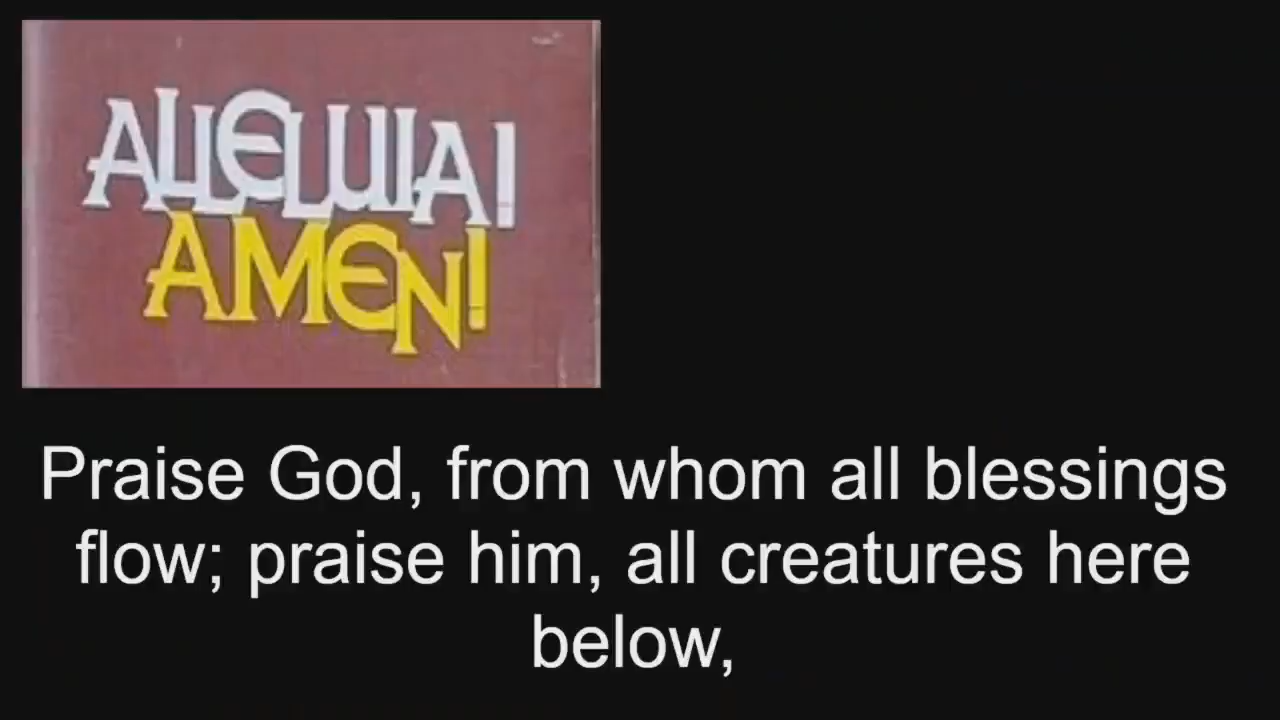 ALLELUIA!
AMEN!
Praise God, from whom all blessings
flow; praise him, all creatures here
below,